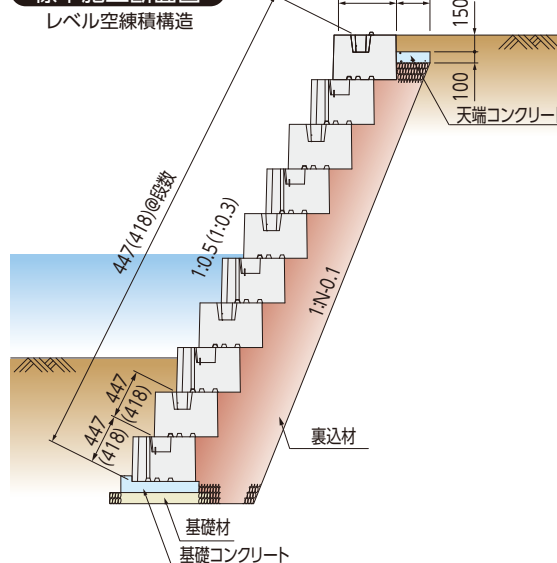 レベル空練積構造
150
100
天端コンクリート
447(418)@段数
1:0.5(1:0.3)
1:N-0.1
447
(418)
447
(418)
裏込材
基礎材
基礎コンクリート